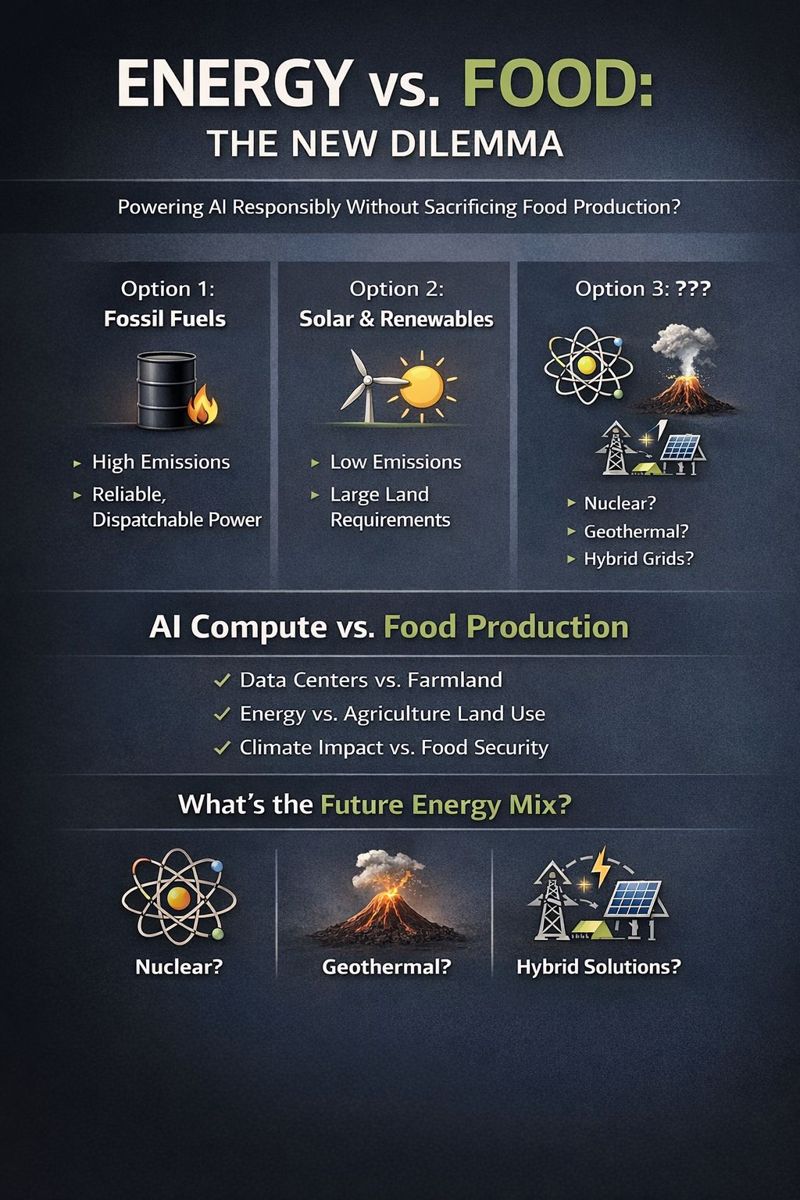 ENERGY vs. FOOD:
THE NEW DILEMMA
Powering AI Responsibly Without Sacrificing Food Production?
Option 1:
Fossil Fuels
High Emissions
Reliable,
Dispatchable Power
Option 2:
Solar & Renewables
Low Emissions
Large Land
Requirements
Option 3: ???
Nuclear?
Geothermal?
Hybrid Grids?
AI Compute vs. Food Production
Data Centers vs. Farmland
Energy vs. Agriculture Land Use
Climate Impact vs. Food Security
What's the Future Energy Mix?
Nuclear?
Geothermal?
Hybrid Solutions?